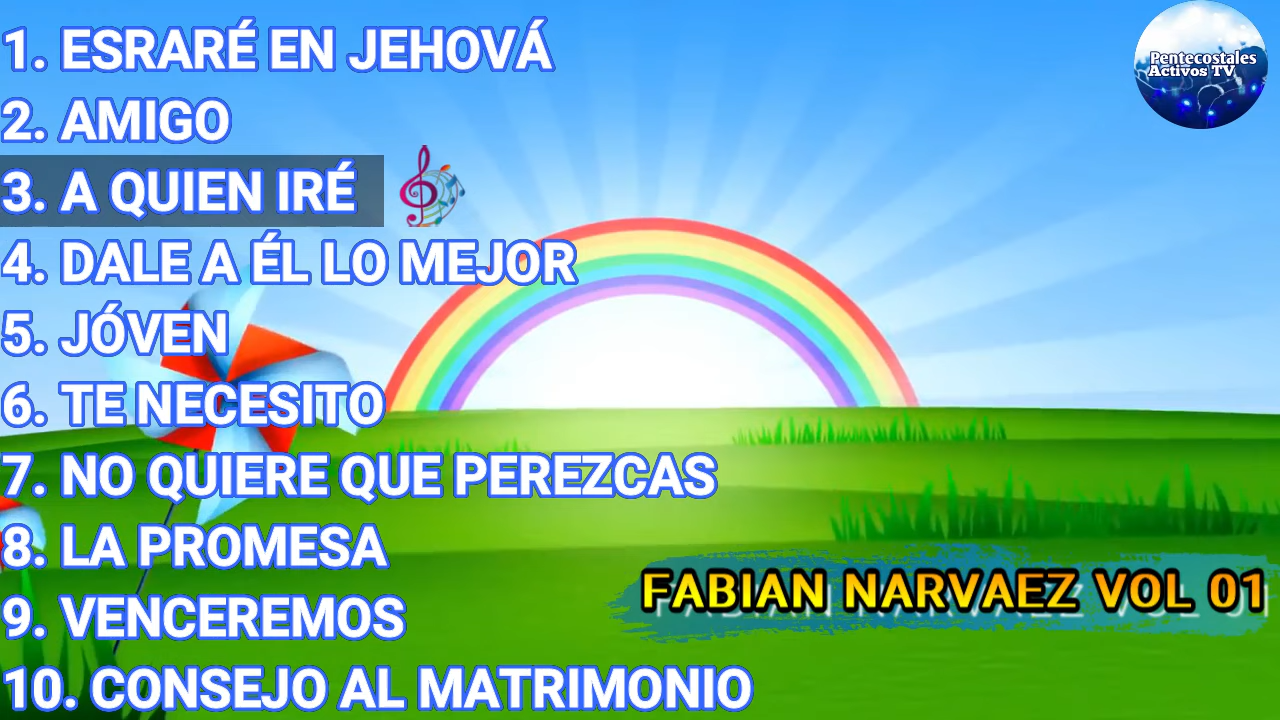 1. ESRARÉ EN JEHOVÁ
2. AMIGO
3. A QUIEN IRÉ
4. DALE A ÉL LO MEJOR
5. JÓVEN
6. TE NECESITO
7. NO QUIERE QUE PEREZCAS
8. LA PROMESA
9. VENCEREMOS
10. CONSEJO AL MATRIMONIO
Pentecostales
Activos TV
FABIAN NARVAEZ VOL 01